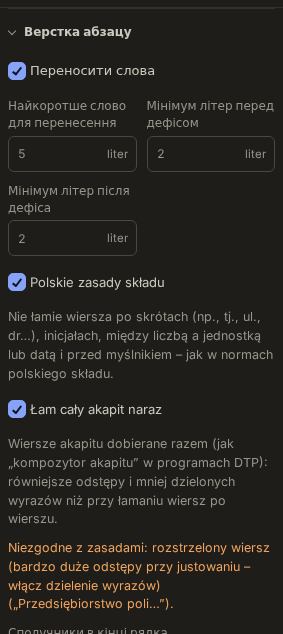 Верстка абзацу
Переносити слова
Найкоротше слово для перенесення
5 liter
Мінімум літер перед дефісом
2 liter
Мінімум літер після дефіса
2 liter
Polskie zasady składu
Nie łamie wiersza po skrótach (np., tj., ul.,
dr...), inicjałach, między liczbą a jednostką
lub datą i przed myślnikiem – jak w normach
polskiego składu.
Łam cały akapit naraz
Wiersze akapitu dobierane razem (jak
„kompozytor akapitu” w programach DTP):
równiejsze odstępy i mniej dzielonych
wyrazów niż przy łamaniu wiersz po
wierszu.
Niezgodne z zasadami: rozstrzelony wiersz
(bardzo duże odstępy przy justowaniu –
włącz dzielenie wyrazów)
(„Przedsiębiorstwo poli...”).
Сполучники в кінці рядка